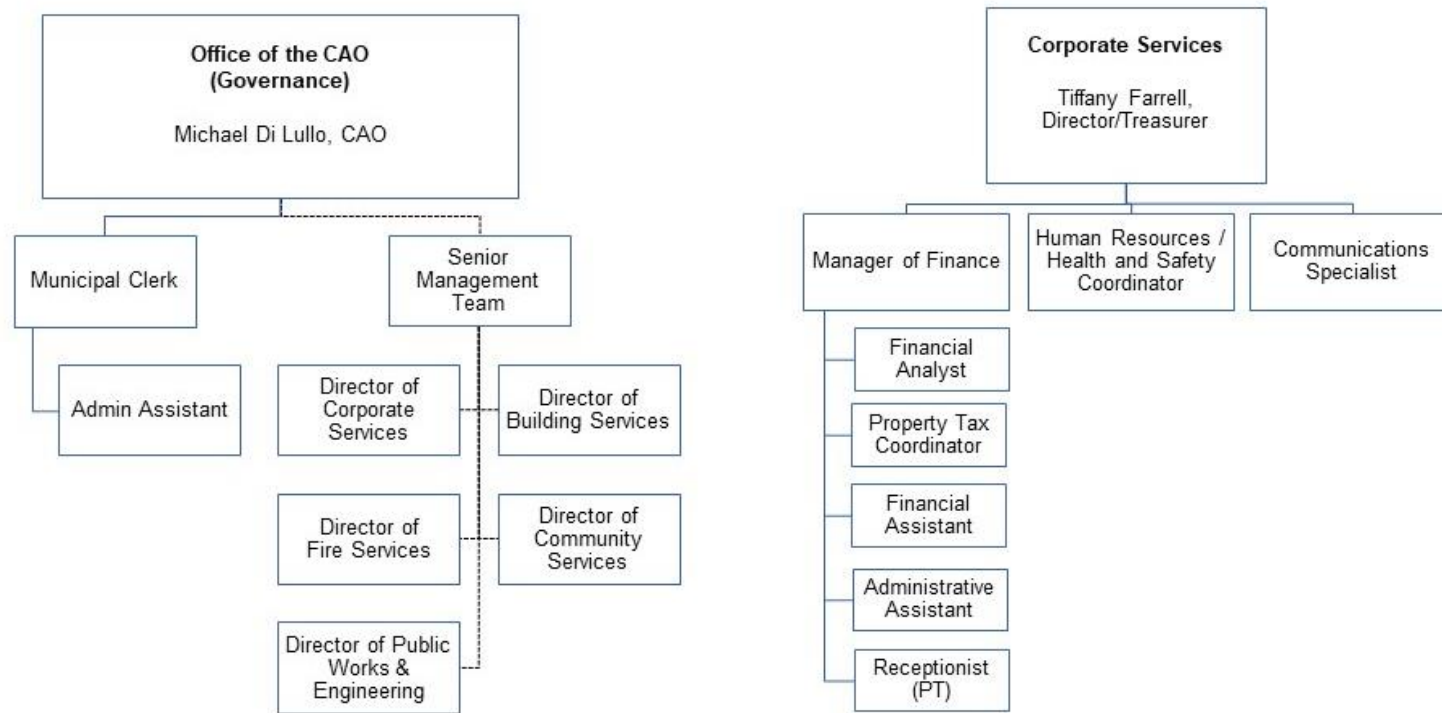 Office of the CAO
(Governance)
Michael Di Lullo, CAO
Municipal Clerk
Admin Assistant
Senior
Management
Team
Director of
Corporate
Services
Director of
Building Services
Director of
Fire Services
Director of
Community
Services
Director of Public
Works &
Engineering
Corporate Services
Tiffany Farrell,
Director/Treasurer
Manager of Finance
Human Resources /
Health and Safety
Coordinator
Communications
Specialist
Financial
Analyst
Property Tax
Coordinator
Financial
Assistant
Administrative
Assistant
Receptionist
(PT)